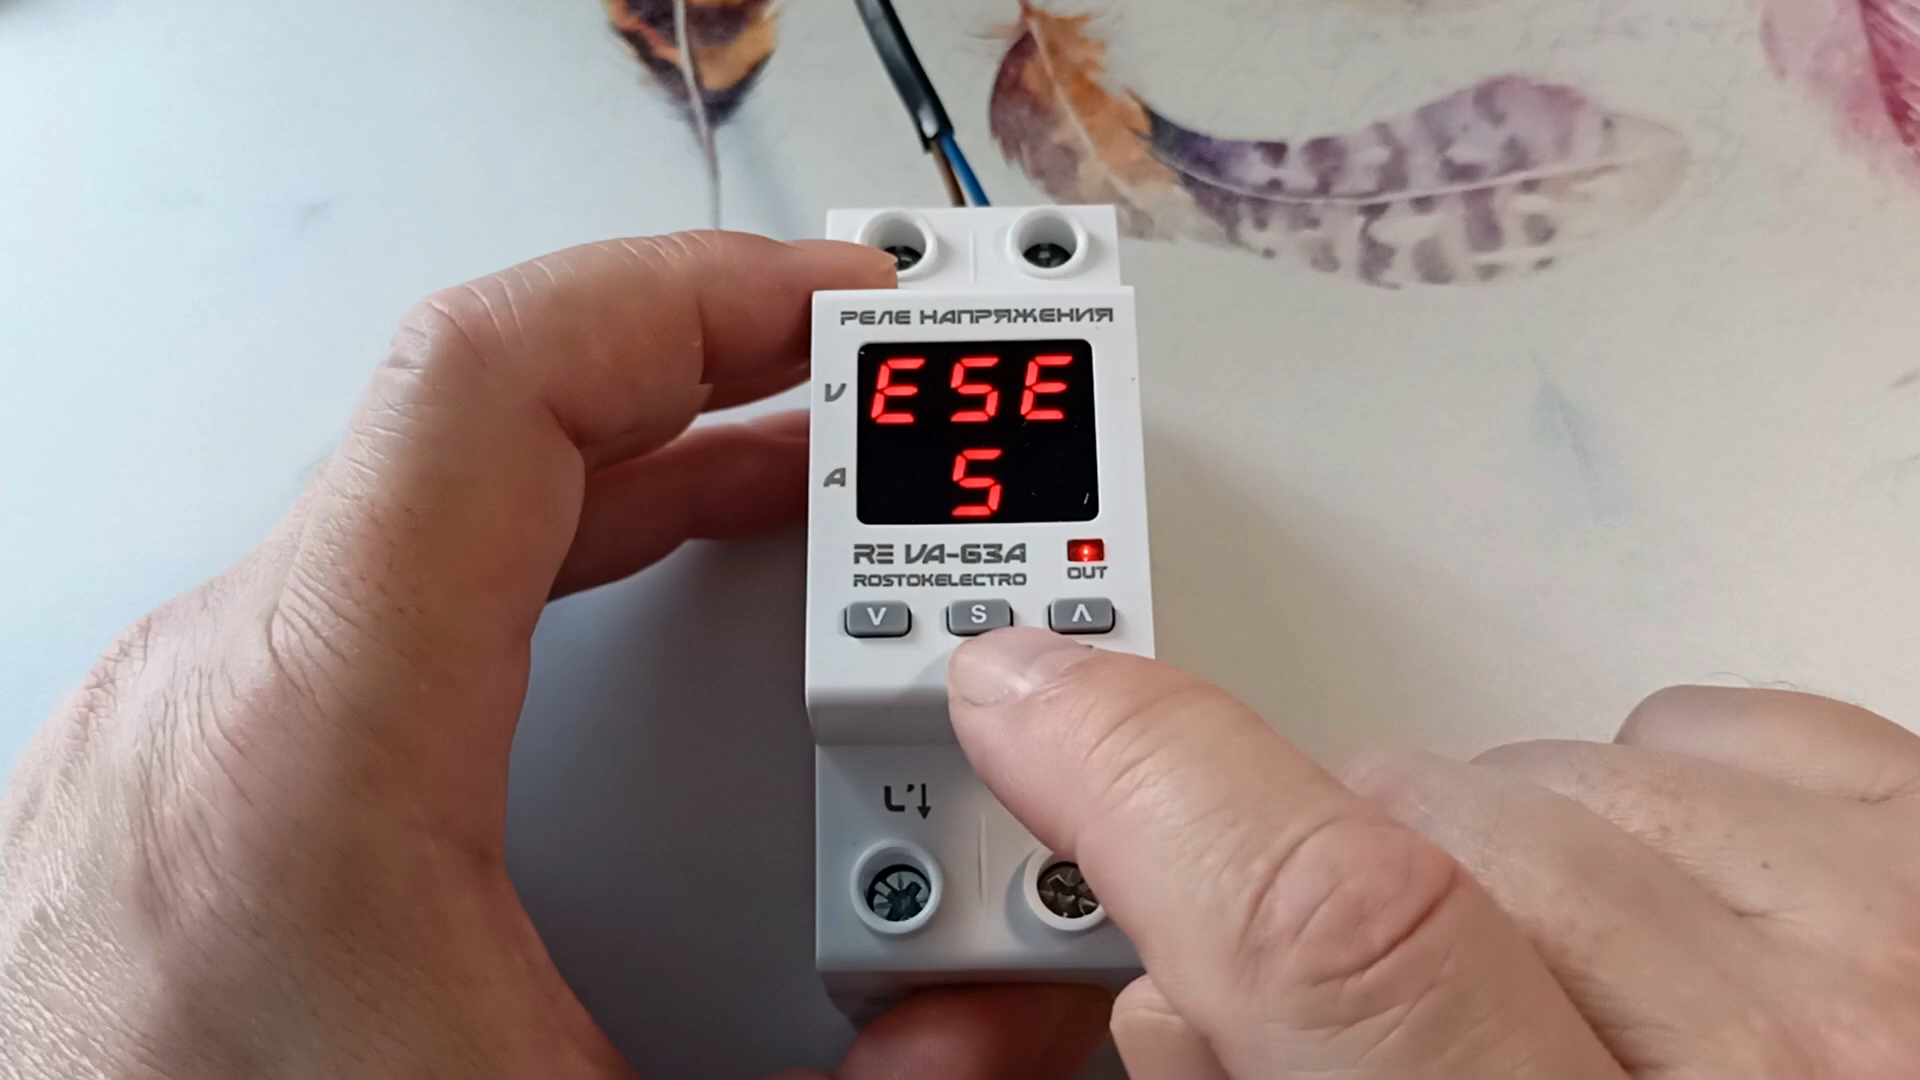 РЕЛЕ НАПРЯЖЕНИЯ
V
ESE
A
5
RE VA-63A
ROSTOKELECTRO
OUT
V S Λ
L'↓